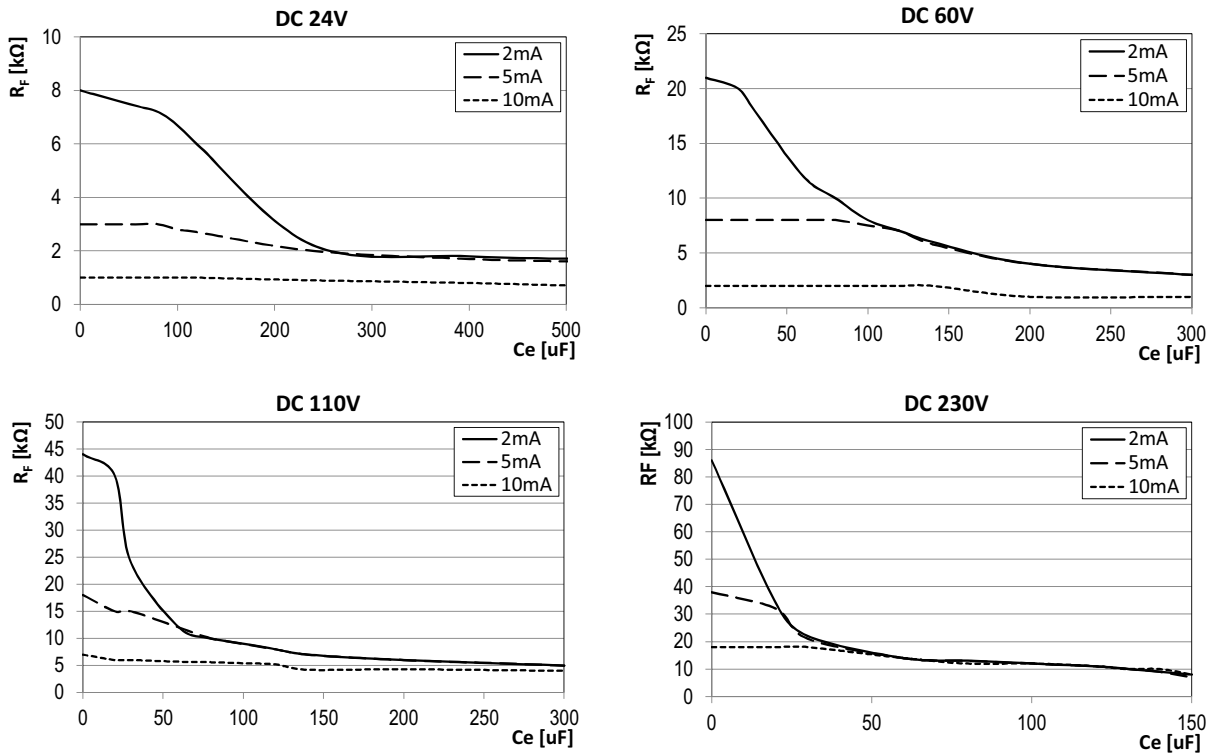 DC 24V
R_F [kΩ]
10
8
6
4
2
0
2mA
5mA
10mA
0 100 200 300 400 500
Ce [uF]
DC 60V
R_F [kΩ]
25
20
15
10
5
0
2mA
5mA
10mA
0 50 100 150 200 250 300
Ce [uF]
DC 110V
R_F [kΩ]
50
45
40
35
30
25
20
15
10
5
0
2mA
5mA
10mA
0 50 100 150 200 250 300
Ce [uF]
DC 230V
RF [kΩ]
100
90
80
70
60
50
40
30
20
10
0
2mA
5mA
10mA
0 50 100 150
Ce [uF]